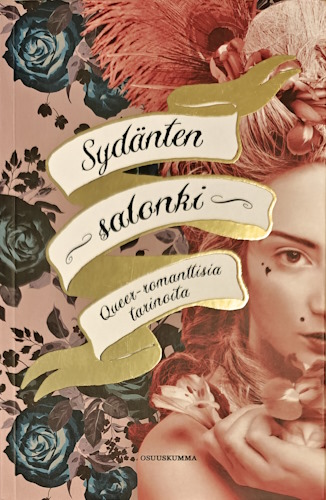 Sydänten
salonki
Queer-romanttisia
tarinoita
OSUUSKUMMA